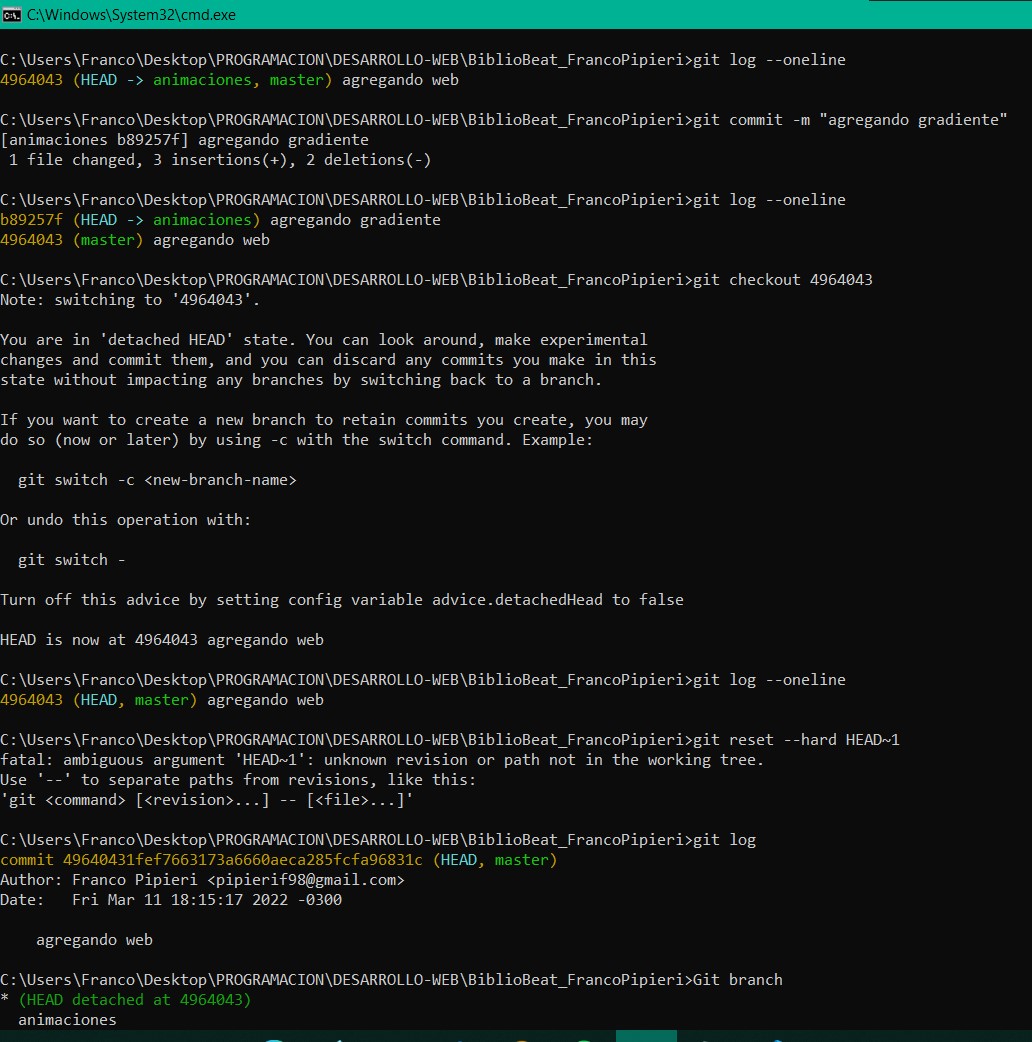 C:\Windows\System32\cmd.exe
C:\Users\Franco\Desktop\PROGRAMACION\DESARROLLO-WEB\BiblioBeat_FrancoPipieri>git log --oneline
4964043 (HEAD -> animaciones, master) agregando web
C:\Users\Franco\Desktop\PROGRAMACION\DESARROLLO-WEB\BiblioBeat_FrancoPipieri>git commit -m "agregando gradiente"
[animaciones b89257f] agregando gradiente
1 file changed, 3 insertions(+), 2 deletions(-)
C:\Users\Franco\Desktop\PROGRAMACION\DESARROLLO-WEB\BiblioBeat_FrancoPipieri>git log --oneline
b89257f (HEAD -> animaciones) agregando gradiente
4964043 (master) agregando web
C:\Users\Franco\Desktop\PROGRAMACION\DESARROLLO-WEB\BiblioBeat_FrancoPipieri>git checkout 4964043
Note: switching to '4964043'.
You are in 'detached HEAD' state. You can look around, make experimental
changes and commit them, and you can discard any commits you make in this
state without impacting any branches by switching back to a branch.
If you want to create a new branch to retain commits you create, you may
do so (now or later) by using -c with the switch command. Example:
git switch -c <new-branch-name>
Or undo this operation with:
git switch -
Turn off this advice by setting config variable advice.detachedHead to false
HEAD is now at 4964043 agregando web
C:\Users\Franco\Desktop\PROGRAMACION\DESARROLLO-WEB\BiblioBeat_FrancoPipieri>git log --oneline
4964043 (HEAD, master) agregando web
C:\Users\Franco\Desktop\PROGRAMACION\DESARROLLO-WEB\BiblioBeat_FrancoPipieri>git reset --hard HEAD~1
fatal: ambiguous argument 'HEAD~1': unknown revision or path not in the working tree.
Use '--' to separate paths from revisions, like this:
'git <command> [<revision>...] -- [<file>...]'
C:\Users\Franco\Desktop\PROGRAMACION\DESARROLLO-WEB\BiblioBeat_FrancoPipieri>git log
commit 49640431fef7663173a6660aeca285fcfa96831c (HEAD, master)
Author: Franco Pipieri <pipierif98@gmail.com>
Date:   Fri Mar 11 18:15:17 2022 -0300
agregando web
C:\Users\Franco\Desktop\PROGRAMACION\DESARROLLO-WEB\BiblioBeat_FrancoPipieri>Git branch
* (HEAD detached at 4964043)
animaciones